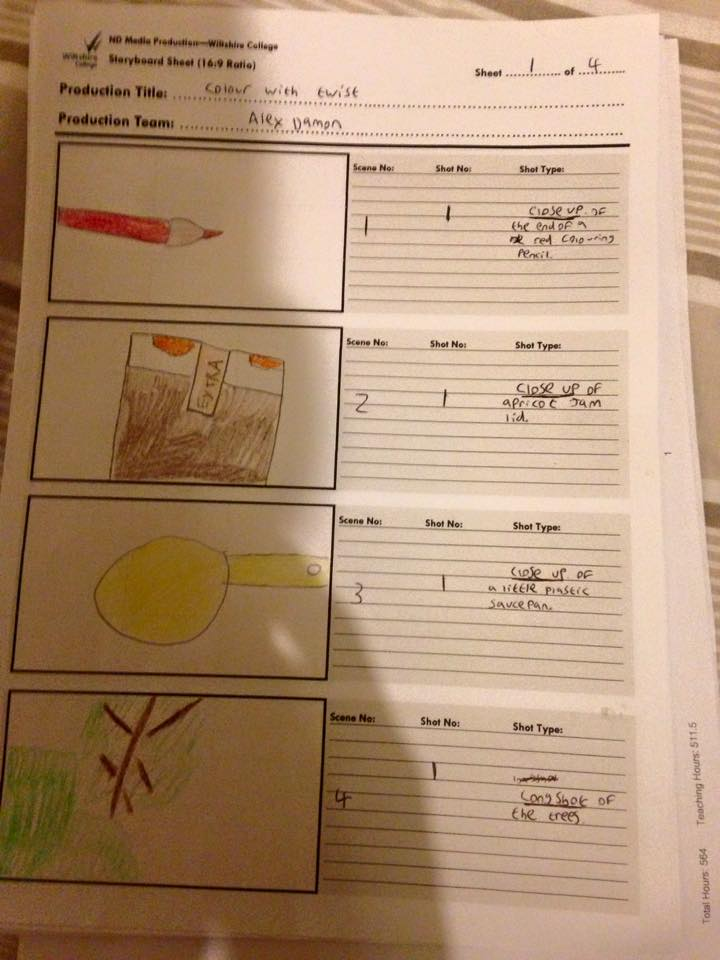 Wiltshire
College
ND Media Production—Wiltshire College
Storyboard Sheet (16:9 Ratio)
Sheet 1 of 4
Production Title: Colour with twist
Production Team: Alex Damon
Scene No: Shot No: Shot Type:
1 1 Close up of
the end of a
red colouring
pencil.
EXTRA
Scene No: Shot No: Shot Type:
2 1 Close up of
apricot Jam
lid.
Scene No: Shot No: Shot Type:
3 1 Close up of
a little plastic
saucepan.
Scene No: Shot No: Shot Type:
4 1 Long Shot of
the trees
Total Hours: 564 Teaching Hours: 511.5